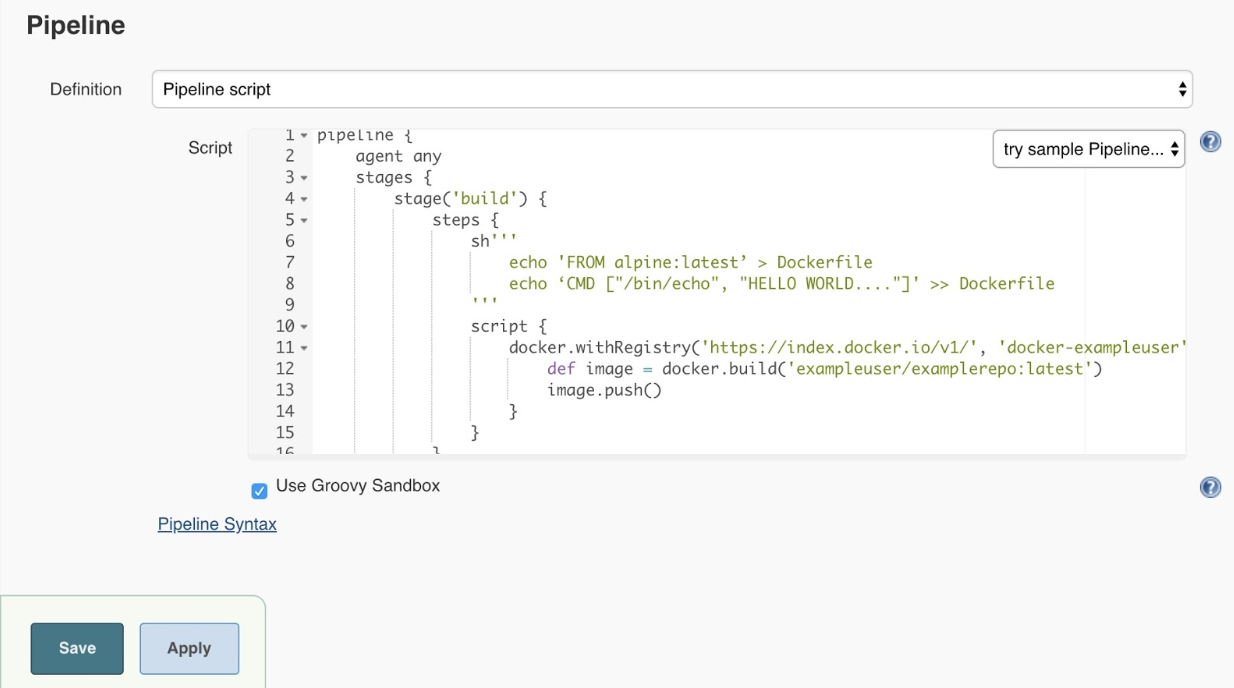 Pipeline
Definition
Pipeline script
Script
try sample Pipeline...
1 pipeline {
2 agent any
3 stages {
4 stage('build') {
5 steps {
6 sh'''
7 echo 'FROM alpine:latest’ > Dockerfile
8 echo ‘CMD ["/bin/echo", "HELLO WORLD...."]' >> Dockerfile
9 '''
10 script {
11 docker.withRegistry('https://index.docker.io/v1/', 'docker-exampleuser'
12 def image = docker.build('exampleuser/examplerepo:latest')
13 image.push()
14 }
15 }
16 }
Use Groovy Sandbox
Pipeline Syntax
Save
Apply